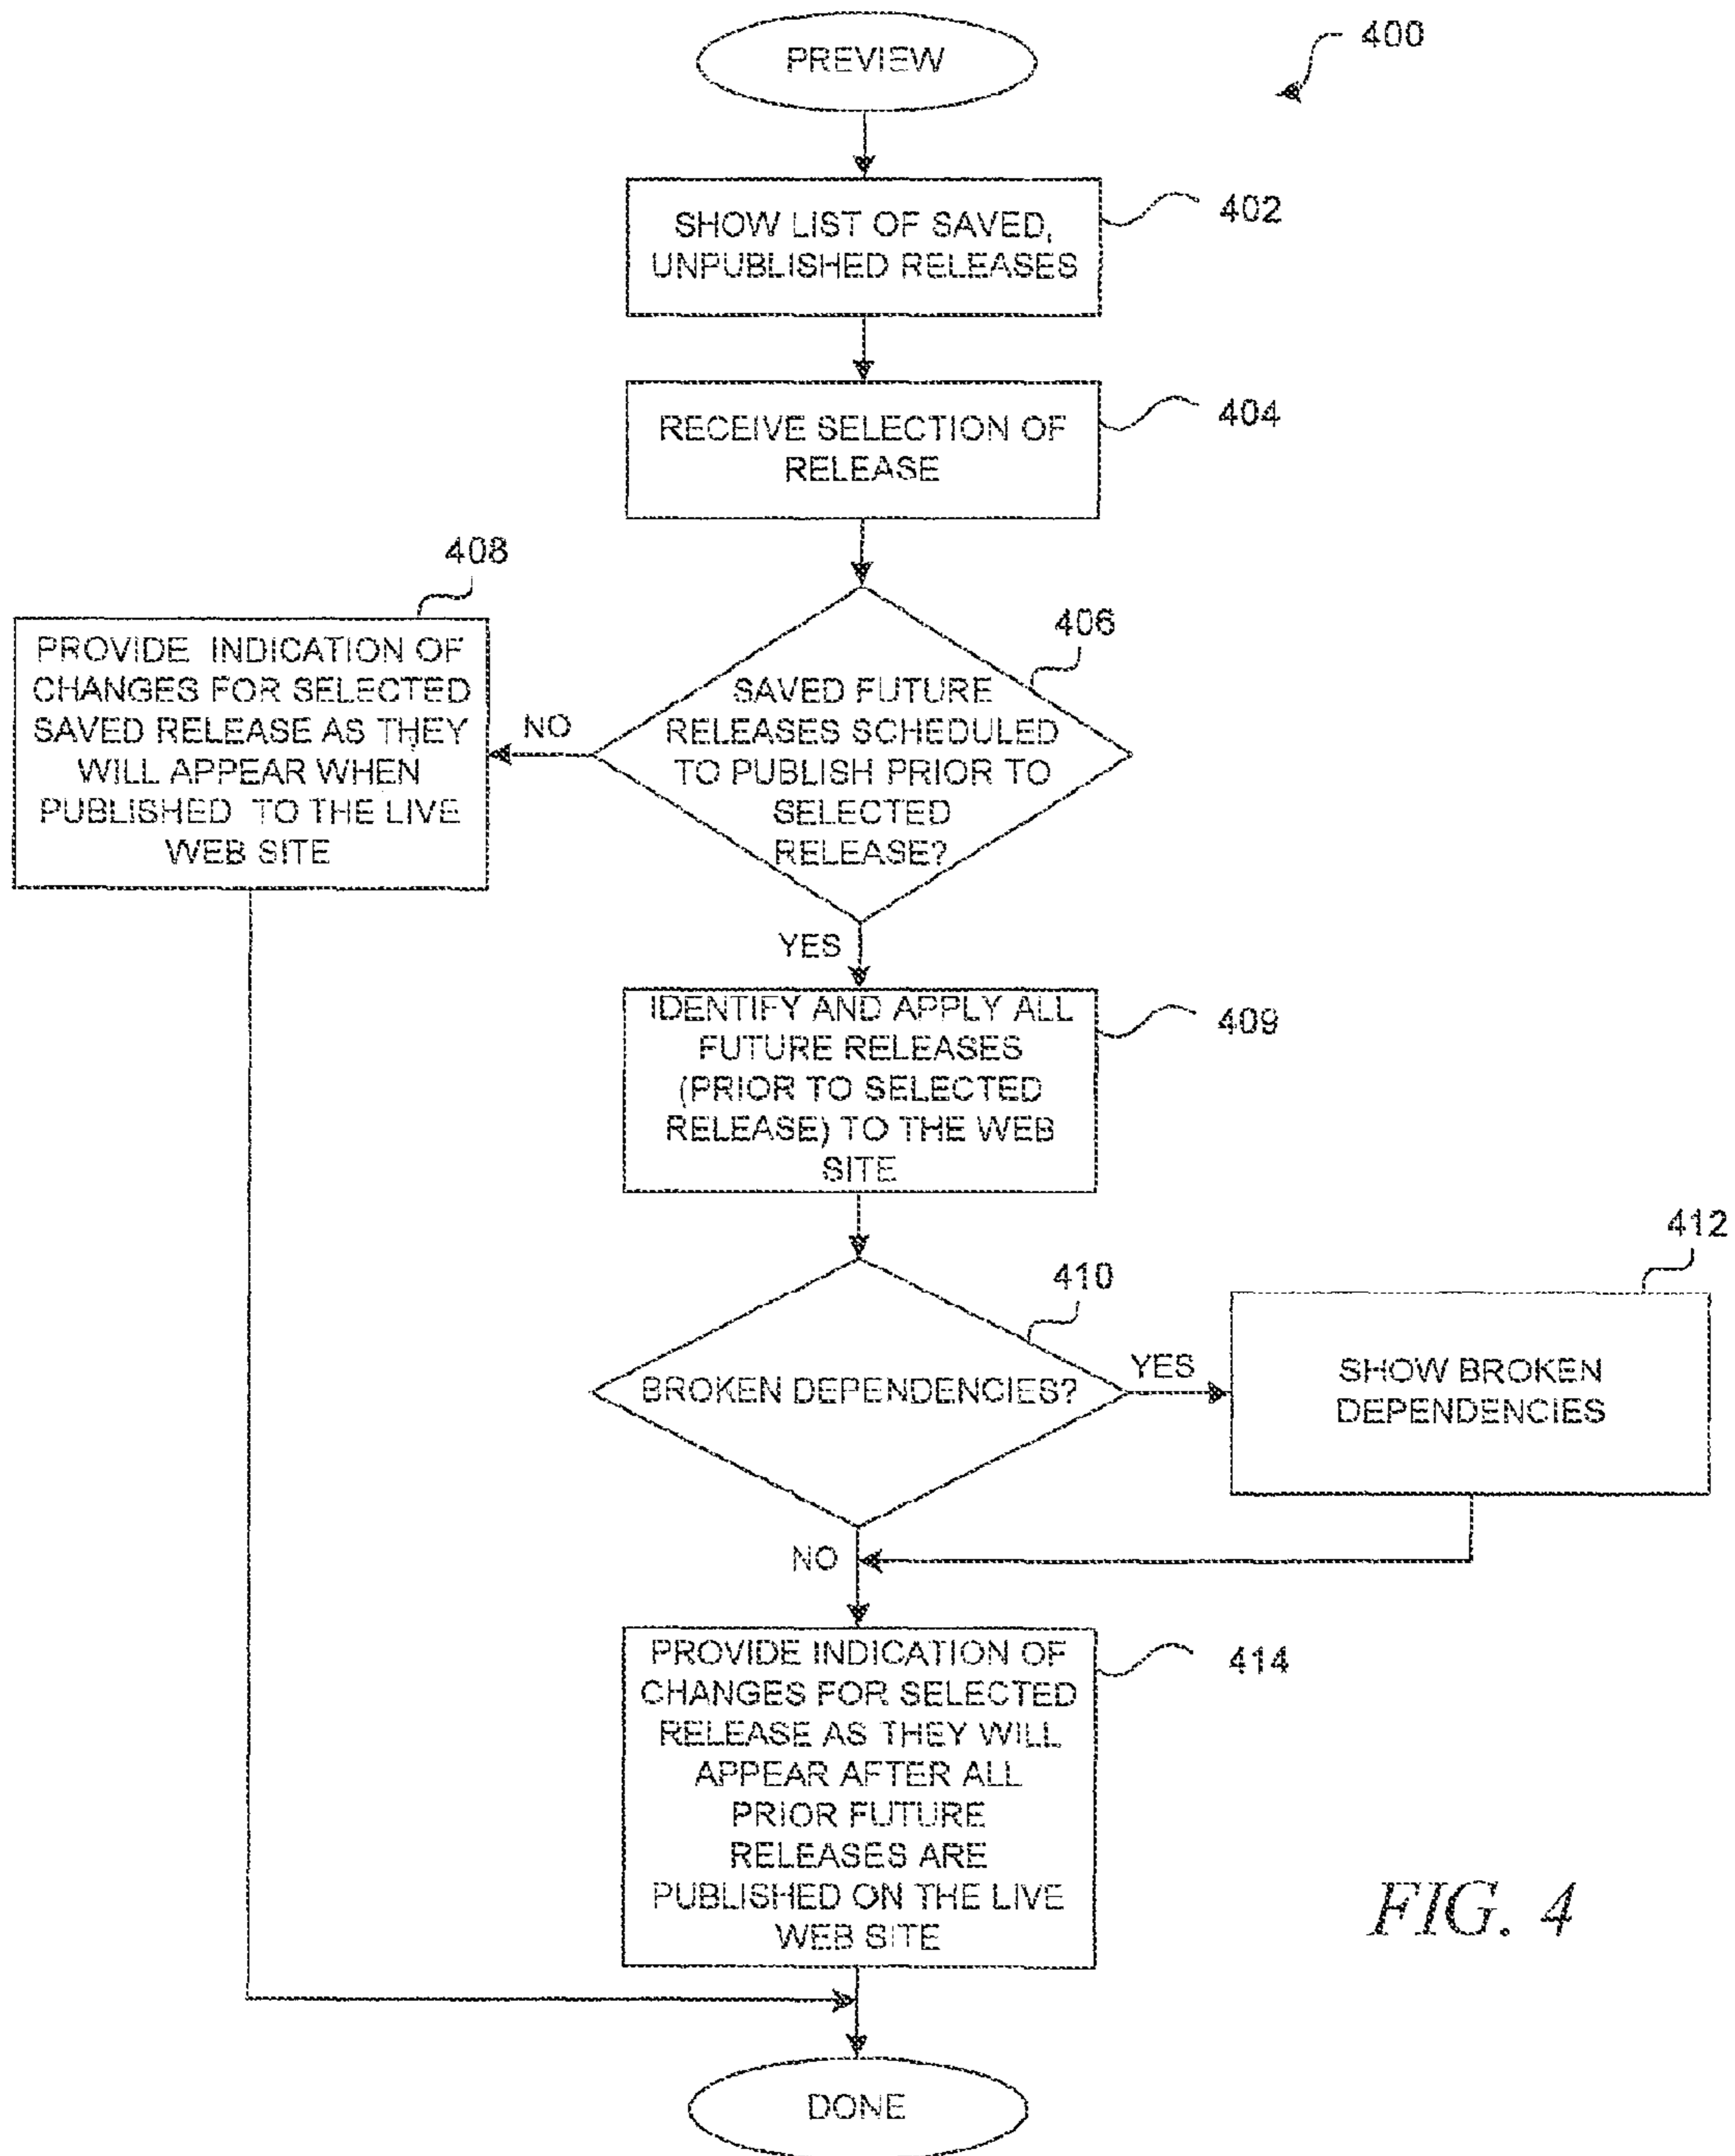 400
PREVIEW
402
SHOW LIST OF SAVED,
UNPUBLISHED RELEASES
404
RECEIVE SELECTION OF
RELEASE
406
SAVED FUTURE
RELEASES SCHEDULED
TO PUBLISH PRIOR TO
SELECTED
RELEASE?
NO
408
PROVIDE INDICATION OF
CHANGES FOR SELECTED
SAVED RELEASE AS THEY
WILL APPEAR WHEN
PUBLISHED TO THE LIVE
WEB SITE
YES
409
IDENTIFY AND APPLY ALL
FUTURE RELEASES
(PRIOR TO SELECTED
RELEASE) TO THE WEB
SITE
410
BROKEN DEPENDENCIES?
YES
412
SHOW BROKEN
DEPENDENCIES
NO
414
PROVIDE INDICATION OF
CHANGES FOR SELECTED
RELEASE AS THEY WILL
APPEAR AFTER ALL
PRIOR FUTURE
RELEASES ARE
PUBLISHED ON THE LIVE
WEB SITE
DONE
FIG. 4